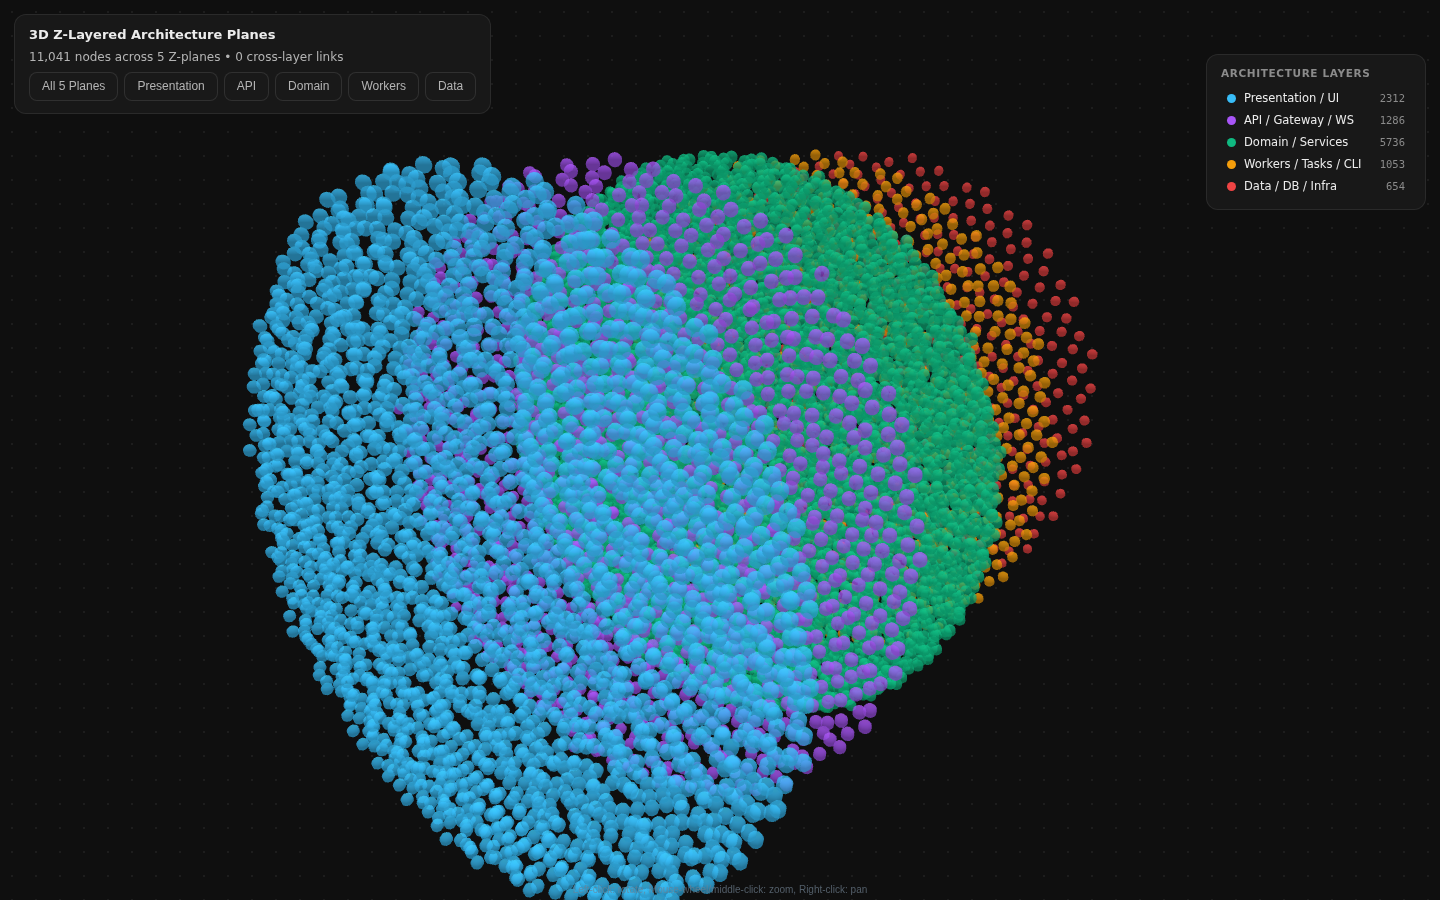 3D Z-Layered Architecture Planes
11,041 nodes across 5 Z-planes • 0 cross-layer links
All 5 Planes
Presentation
API
Domain
Workers
Data
ARCHITECTURE LAYERS
Presentation / UI 2312
API / Gateway / WS 1286
Domain / Services 5736
Workers / Tasks / CLI 1053
Data / DB / Infra 654
middle-click: zoom, Right-click: pan